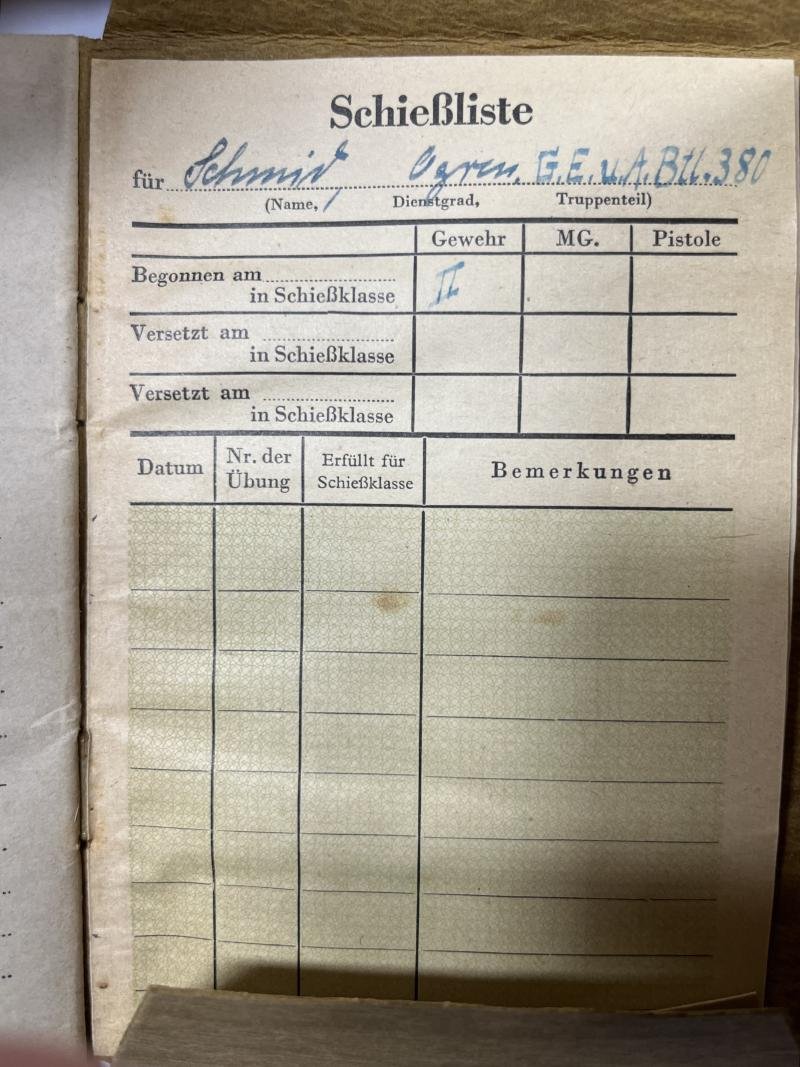 Schießliste
für Schmid, Ogren. G.E.u.A.Btl.380
(Name, Dienstgrad, Truppenteil)
Gewehr MG. Pistole
Begonnen am
in Schießklasse II
Versetzt am
in Schießklasse
Versetzt am
in Schießklasse
Datum Nr. der Übung Erfüllt für Schießklasse Bemerkungen